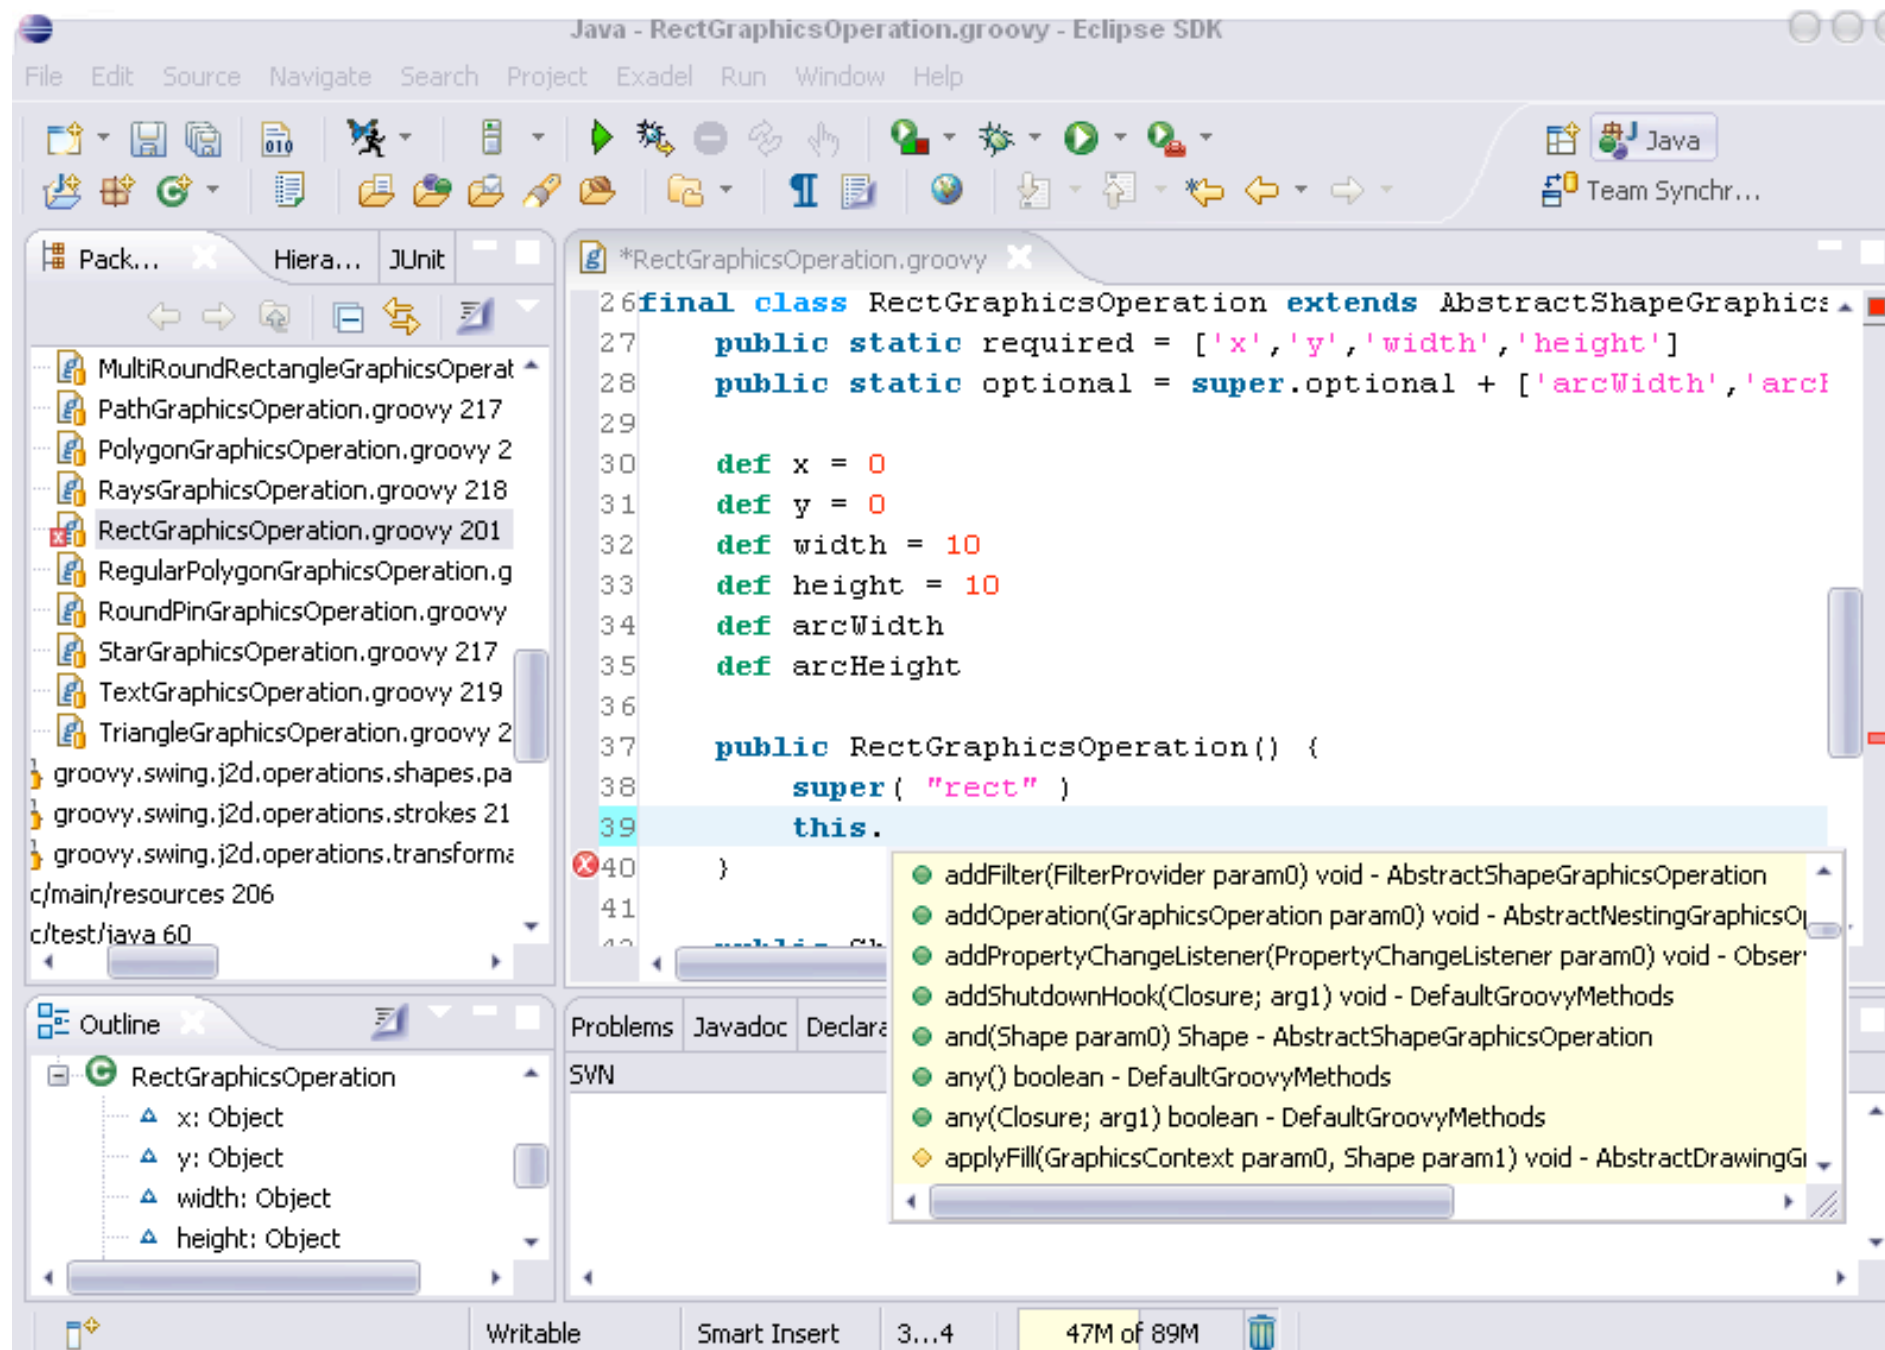 Java - RectGraphicsOperation.groovy - Eclipse SDK
File Edit Source Navigate Search Project Exadel Run Window Help
Java
Team Synchr...
Pack... Hiera... JUnit
MultiRoundRectangleGraphicsOperat
PathGraphicsOperation.groovy 217
PolygonGraphicsOperation.groovy 2
RaysGraphicsOperation.groovy 218
RectGraphicsOperation.groovy 201
RegularPolygonGraphicsOperation.g
RoundPinGraphicsOperation.groovy
StarGraphicsOperation.groovy 217
TextGraphicsOperation.groovy 219
TriangleGraphicsOperation.groovy 2
groovy.swing.j2d.operations.shapes.pa
groovy.swing.j2d.operations.strokes 21
groovy.swing.j2d.operations.transforma
c/main/resources 206
c/test/java 60
*RectGraphicsOperation.groovy
26 final class RectGraphicsOperation extends AbstractShapeGraphics
27 public static required = ['x','y','width','height']
28 public static optional = super.optional + ['arcWidth','arcH
29
30 def x = 0
31 def y = 0
32 def width = 10
33 def height = 10
34 def arcWidth
35 def arcHeight
36
37 public RectGraphicsOperation() {
38 super( "rect" )
39 this.
40 }
41
42 public Sh
addFilter(FilterProvider param0) void - AbstractShapeGraphicsOperation
addOperation(GraphicsOperation param0) void - AbstractNestingGraphicsOp
addPropertyChangeListener(PropertyChangeListener param0) void - Obser
addShutdownHook(Closure; arg1) void - DefaultGroovyMethods
and(Shape param0) Shape - AbstractShapeGraphicsOperation
any() boolean - DefaultGroovyMethods
any(Closure; arg1) boolean - DefaultGroovyMethods
applyFill(GraphicsContext param0, Shape param1) void - AbstractDrawingGr
Outline
RectGraphicsOperation
x: Object
y: Object
width: Object
height: Object
Problems Javadoc Declara
SVN
Writable Smart Insert 3...4 47M of 89M